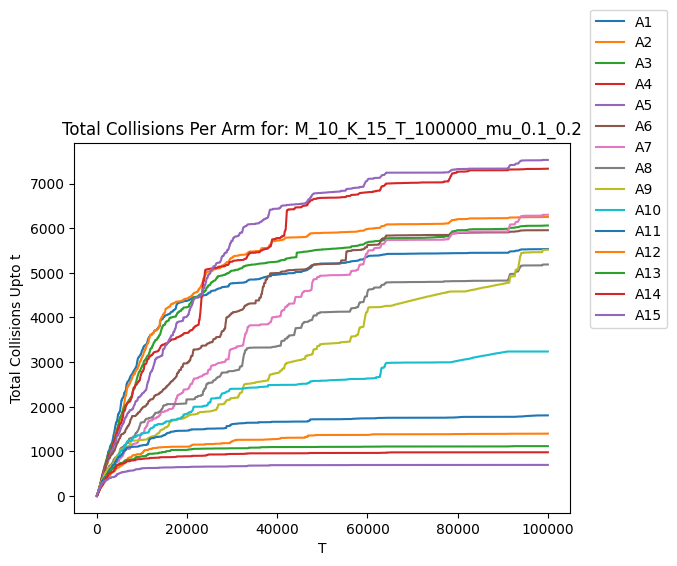 Total Collisions Per Arm for: M_10_K_15_T_100000_mu_0.1_0.2
Total Collisions Upto t
7000
6000
5000
4000
3000
2000
1000
0
0 20000 40000 60000 80000 100000
T
A1
A2
A3
A4
A5
A6
A7
A8
A9
A10
A11
A12
A13
A14
A15